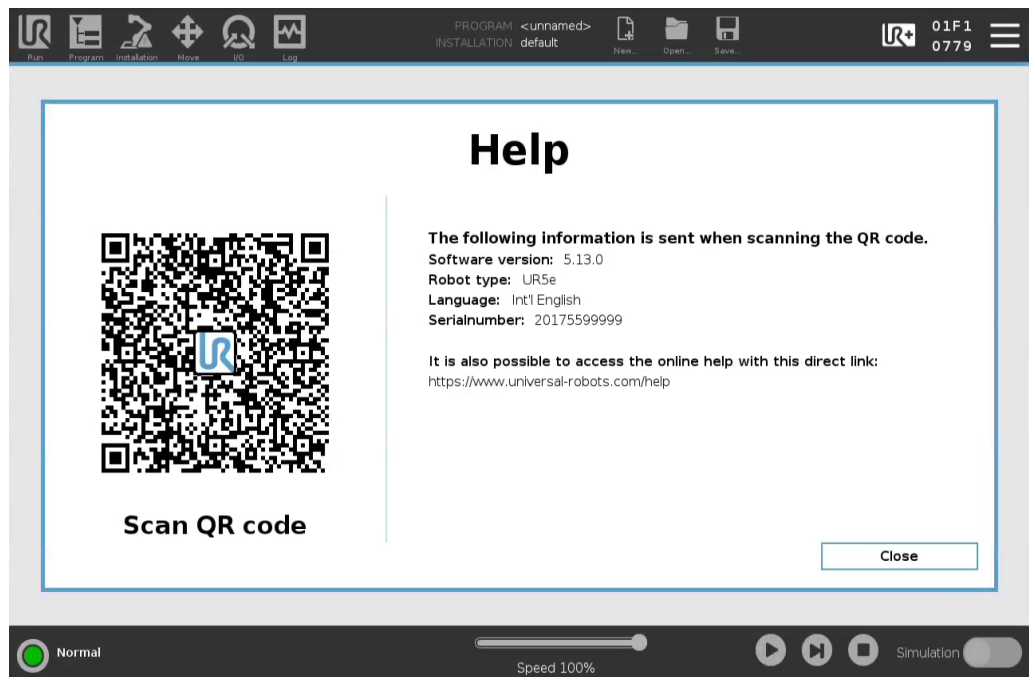 PROGRAM <unnamed>
INSTALLATION default
Run Program Installation Move I/O Log New... Open... Save...
UR+
01F1
0779
Help
The following information is sent when scanning the QR code.
Software version: 5.13.0
Robot type: UR5e
Language: Int'l English
Serialnumber: 20175599999
It is also possible to access the online help with this direct link:
https://www.universal-robots.com/help
UR
Scan QR code
Close
Normal
Speed 100%
Simulation